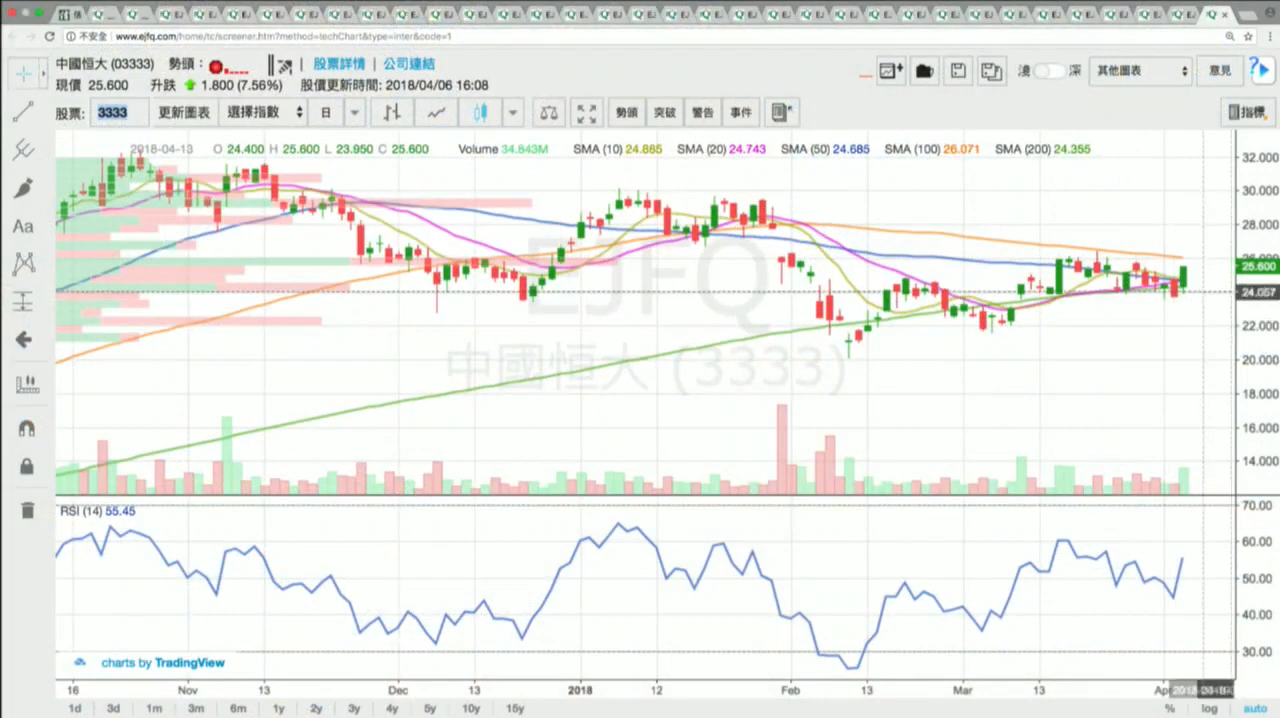 不安全 www.ejfq.com/home/tc/screener.htm?method=techChart&type=inter&code=1
中國恒大 (03333) 勢頭： 股票詳情 公司連結
現價 25.600 升跌 1.800 (7.56%) 股價更新時間: 2018/04/06 16:08
淺 深 其他圖表 意見
股票: 3333 更新圖表 選擇指數 日 勢頭 突破 警告 事件 指標
2018-04-13 O 24.400 H 25.600 L 23.950 C 25.600 Volume 34.843M SMA (10) 24.885 SMA (20) 24.743 SMA (50) 24.685 SMA (100) 26.071 SMA (200) 24.355
Aa
32.000
30.000
28.000
25.600
24.057
22.000
20.000
18.000
16.000
14.000
EJFQ
中國恒大 (3333)
RSI (14) 55.45
70.00
60.00
50.00
40.00
30.00
charts by TradingView
16 Nov 13 Dec 13 2018 12 Feb 13 Mar 13 Apr
1d 3d 1m 3m 6m 1y 2y 3y 4y 5y 10y 15y % log auto